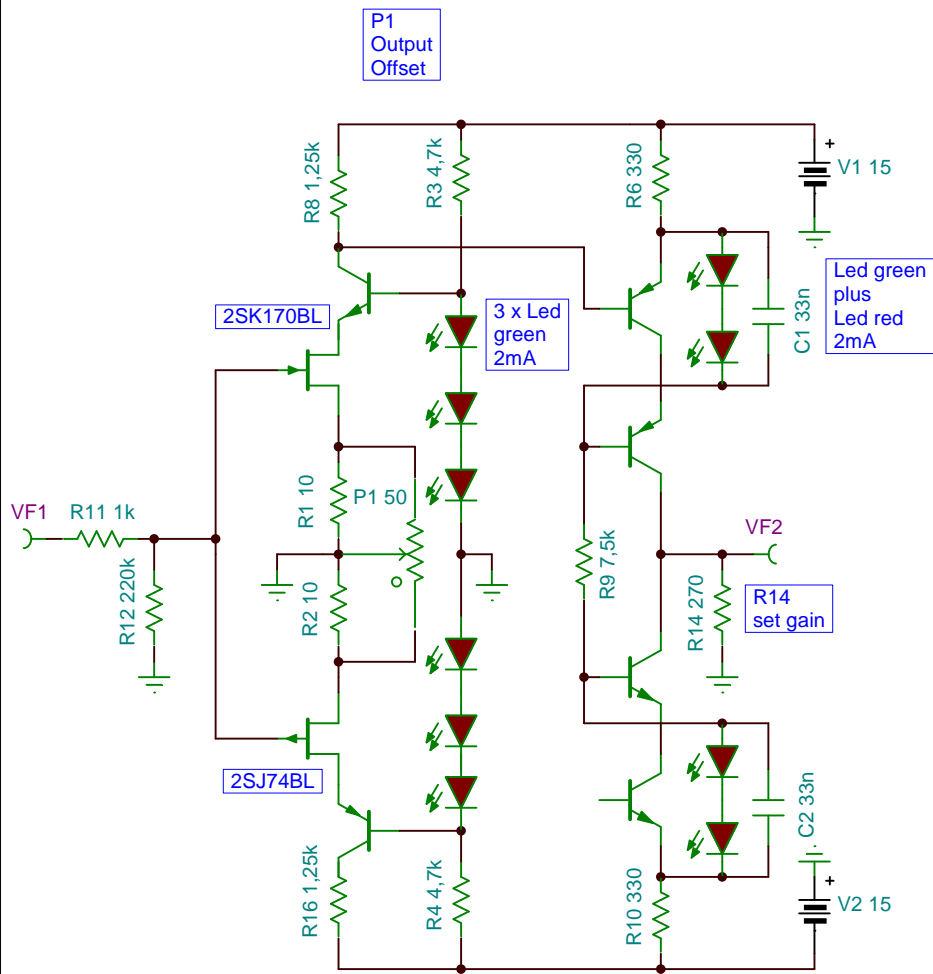 P1
Output
Offset
R8 1,25k
R3 4,7k
R6 330
+
V1 15
2SK170BL
3 x Led
green
2mA
C1 33n
Led green
plus
Led red
2mA
VF1
R11 1k
R1 10
P1 50
R12 220k
R2 10
R9 7,5k
VF2
R14 270
R14
set gain
2SJ74BL
C2 33n
R16 1,25k
R4 4,7k
R10 330
+
V2 15